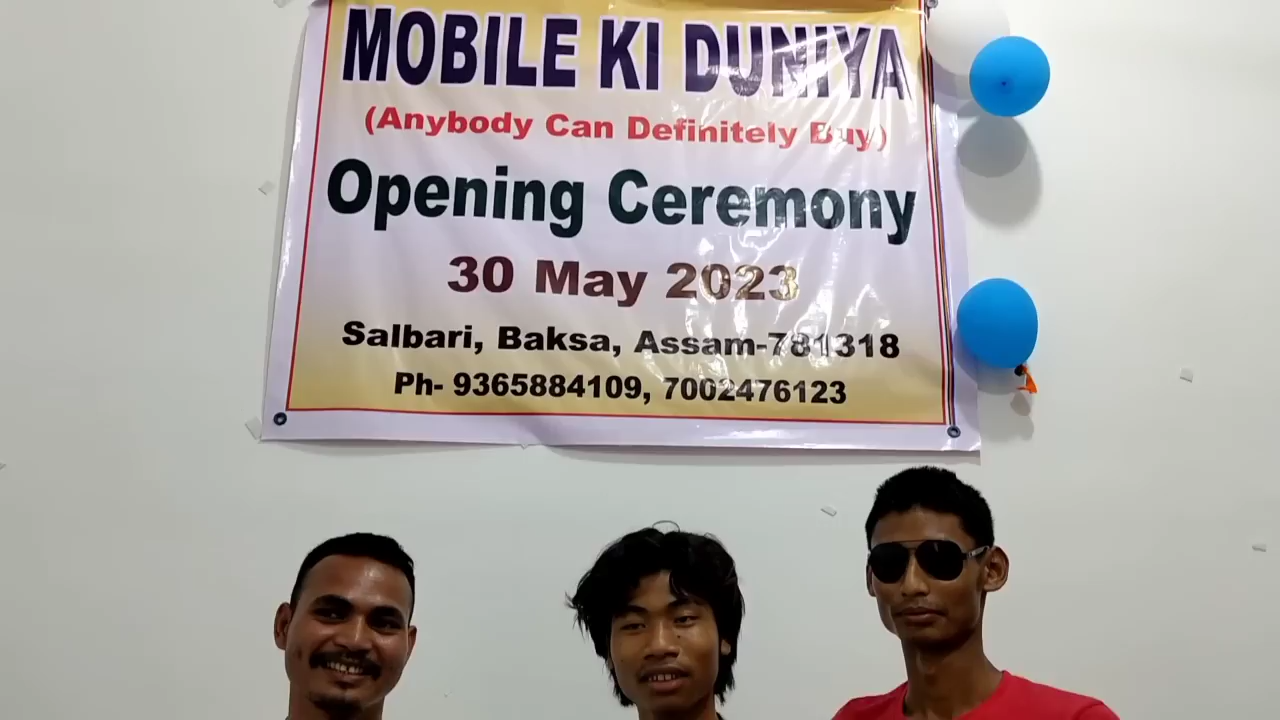 MOBILE KI DUNIYA
(Anybody Can Definitely Buy)
Opening Ceremony
30 May 2023
Salbari, Baksa, Assam-781318
Ph- 9365884109, 7002476123